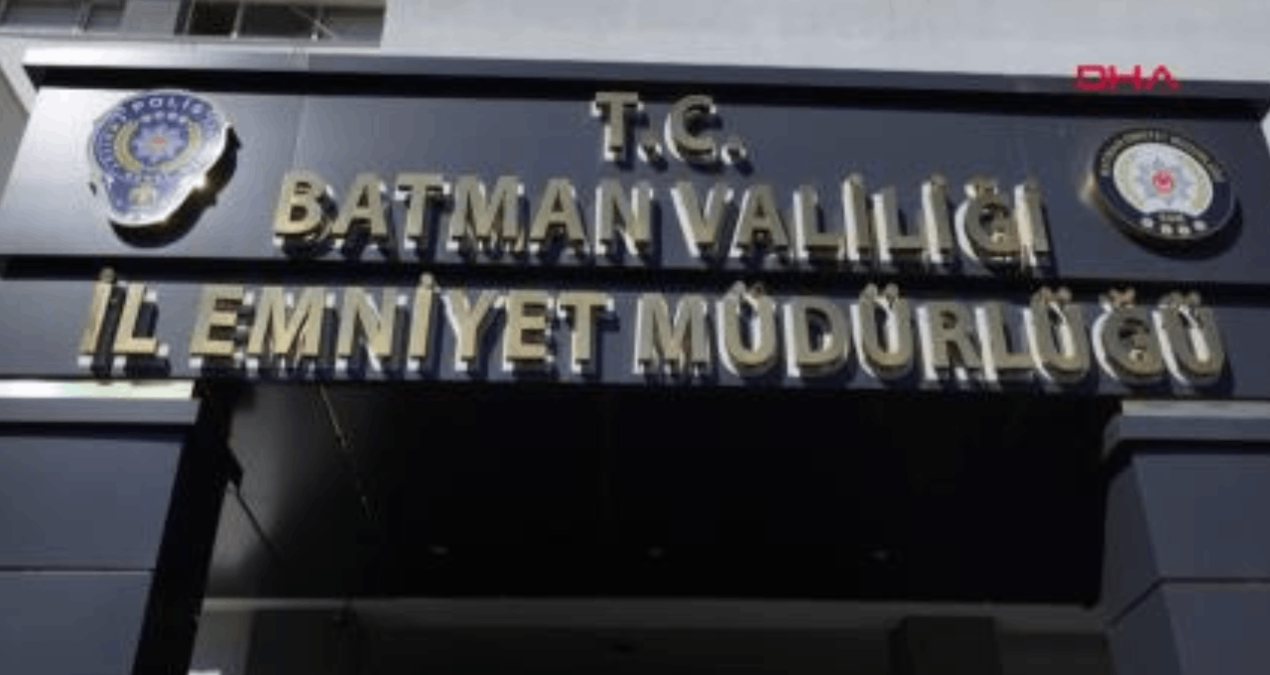 DHA
T.C.
BATMAN VALİLİĞİ
İL EMNİYET MÜDÜRLÜĞÜ
POLİS